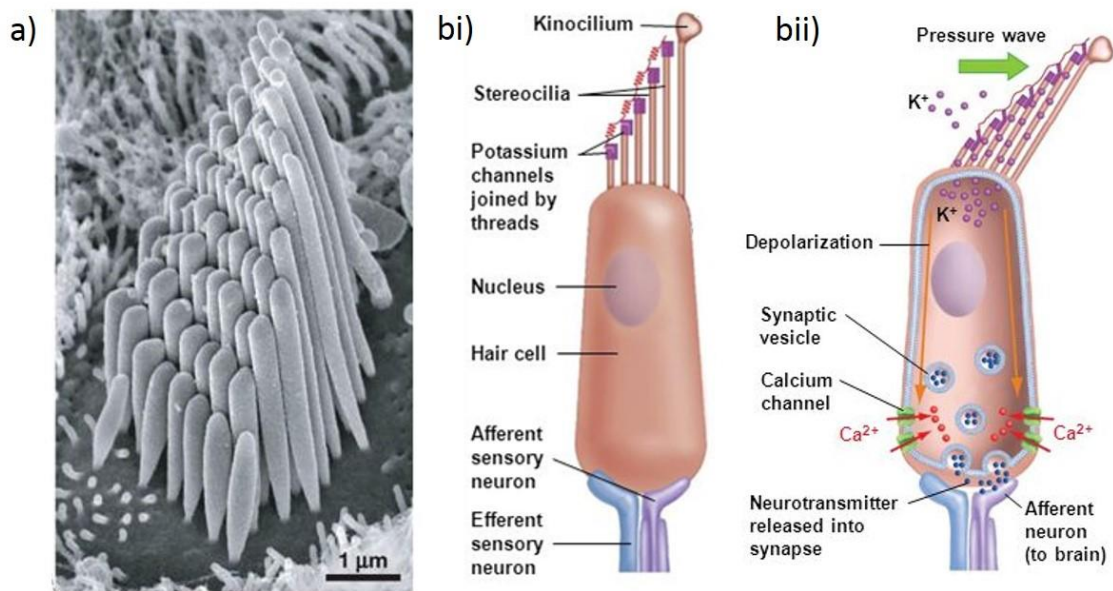 a)
1 μm
bi)
Kinocilium
Stereocilia
Potassium
channels
joined by
threads
Nucleus
Hair cell
Afferent
sensory
neuron
Efferent
sensory
neuron
bii)
Pressure wave
K+
K+
Depolarization
Synaptic
vesicle
Calcium
channel
Ca2+
Ca2+
Neurotransmitter
released into
synapse
Afferent
neuron
(to brain)